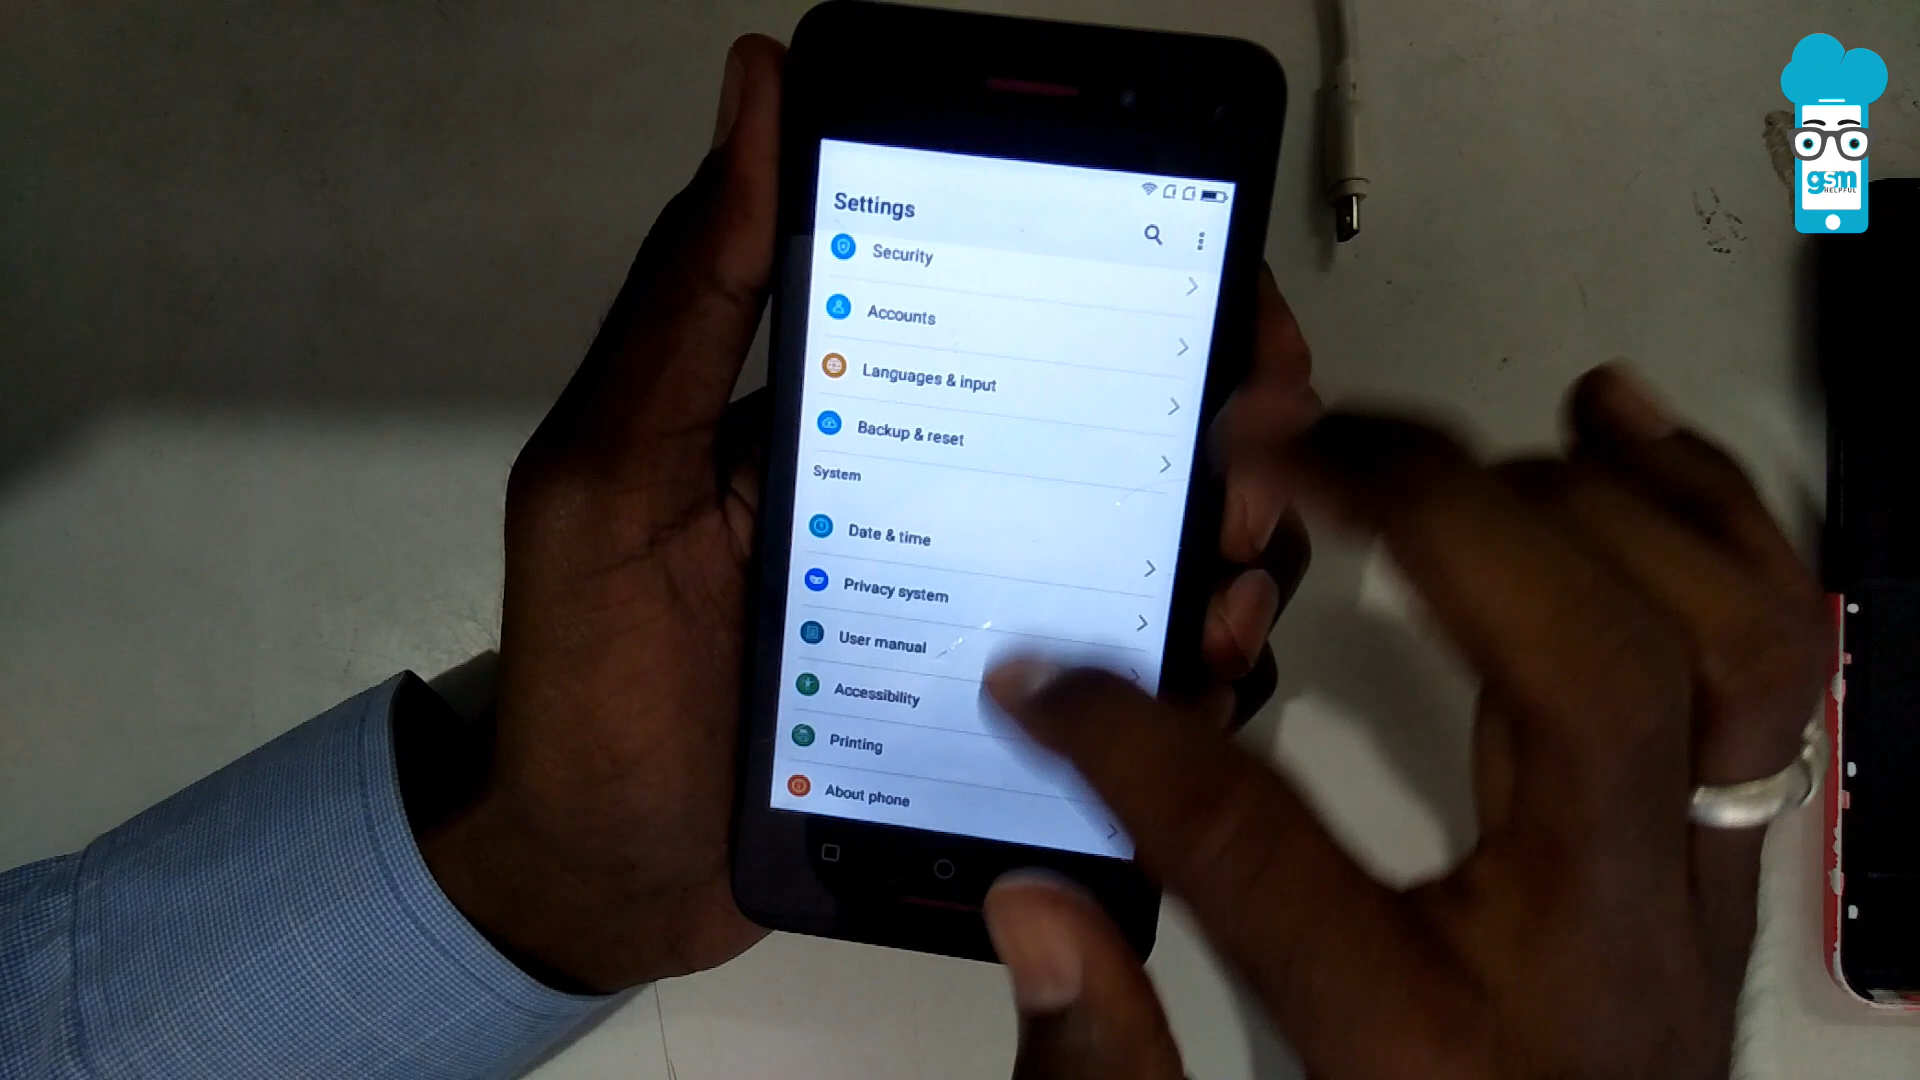 Settings
Security
Accounts
Languages & input
Backup & reset
System
Date & time
Privacy system
User manual
Accessibility
Printing
About phone
gsm
HELPFUL